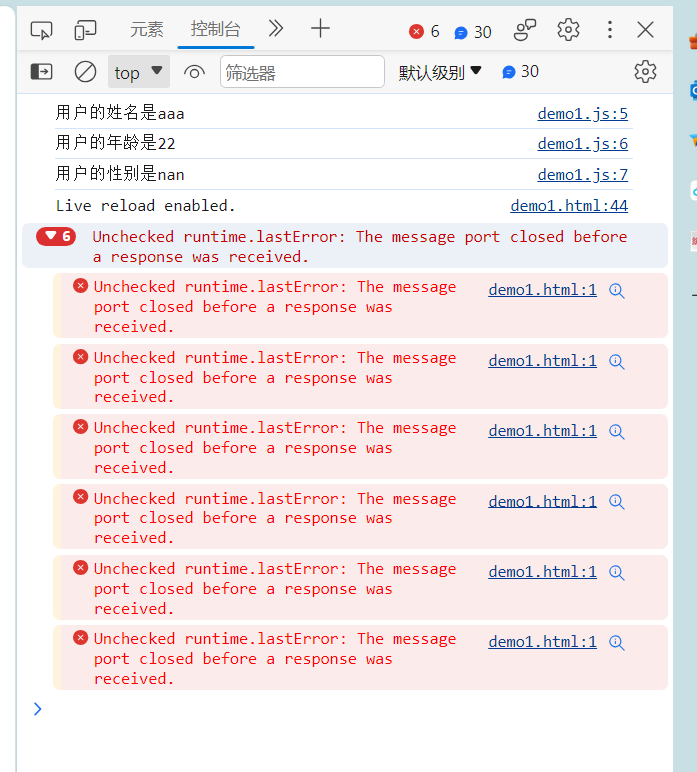 元素 控制台 6 30
top 筛选器 默认级别 30
用户的姓名是aaa demo1.js:5
用户的年龄是22 demo1.js:6
用户的性别是nan demo1.js:7
Live reload enabled. demo1.html:44
6 Unchecked runtime.lastError: The message port closed before
a response was received.
Unchecked runtime.lastError: The message demo1.html:1
port closed before a response was
received.
Unchecked runtime.lastError: The message demo1.html:1
port closed before a response was
received.
Unchecked runtime.lastError: The message demo1.html:1
port closed before a response was
received.
Unchecked runtime.lastError: The message demo1.html:1
port closed before a response was
received.
Unchecked runtime.lastError: The message demo1.html:1
port closed before a response was
received.
Unchecked runtime.lastError: The message demo1.html:1
port closed before a response was
received.